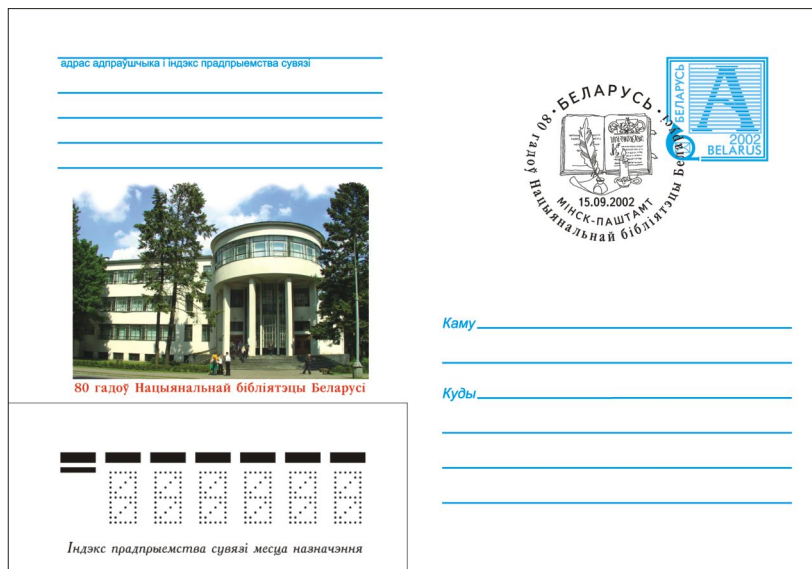 адрас адпраўшчыка і індэкс прадпрыемства сувязі
БЕЛАРУСЬ
А
2002
BELARUS
БЕЛАРУСЬ
80 гадоў Нацыянальнай бібліятэцы Беларусі
15.09.2002
МІНСК-ПАШТАМТ
80 гадоў Нацыянальнай бібліятэцы Беларусі
Каму
Куды
Індэкс прадпрыемства сувязі месца назначэння